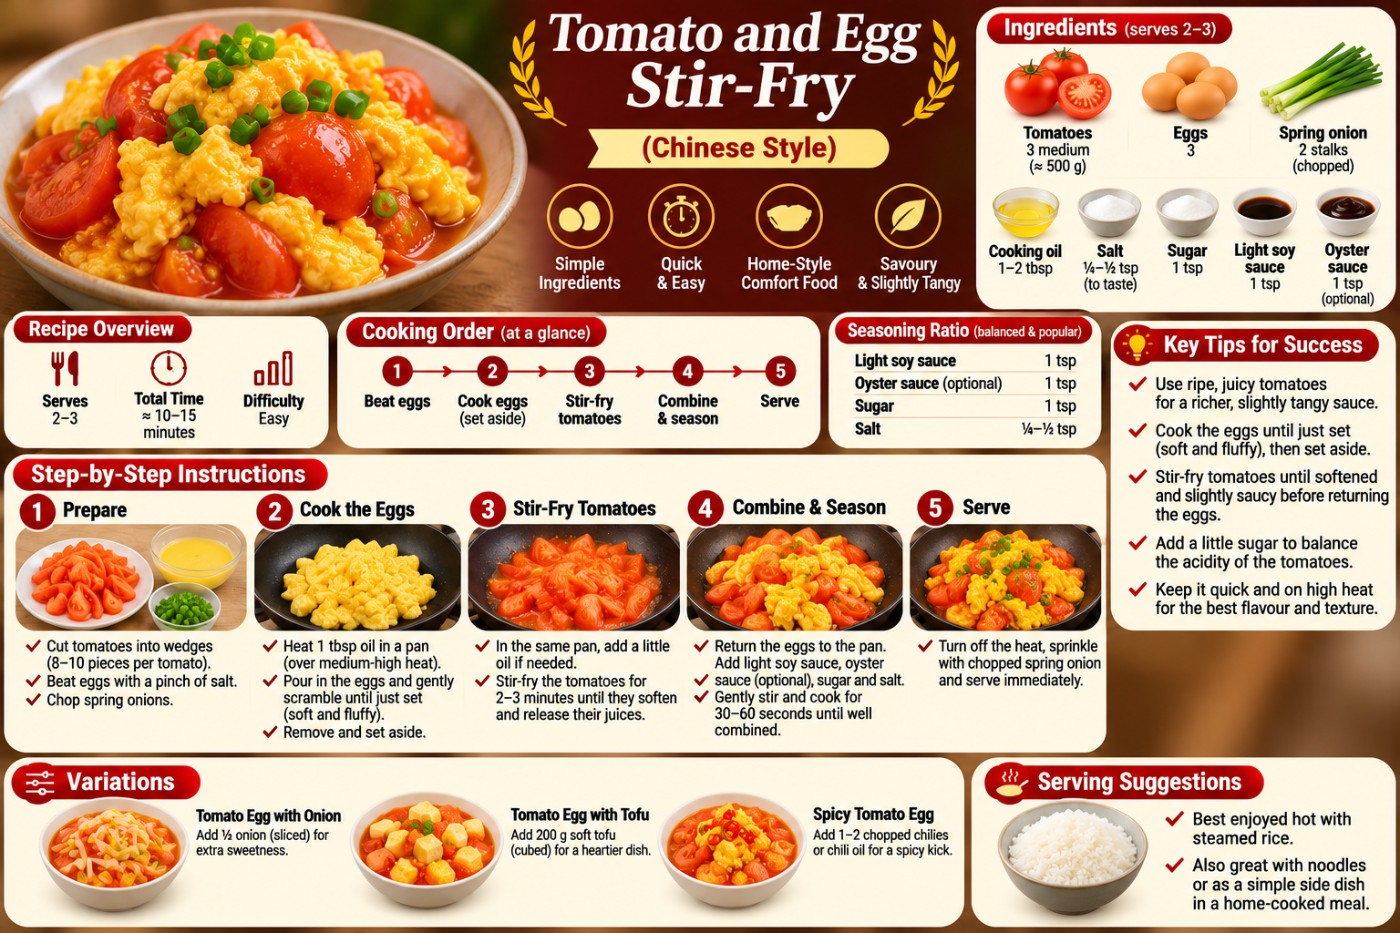 Tomato and Egg
Stir-Fry
(Chinese Style)
Simple
Ingredients
Quick
& Easy
Home-Style
Comfort Food
Savoury
& Slightly Tangy
Ingredients (serves 2–3)
Tomatoes
3 medium
(≈ 500 g)
Eggs
3
Spring onion
2 stalks
(chopped)
Cooking oil
1–2 tbsp
Salt
¼–½ tsp
(to taste)
Sugar
1 tsp
Light soy
sauce
1 tsp
Oyster
sauce
1 tsp
(optional)
Recipe Overview
Serves
2–3
Total Time
≈ 10–15
minutes
Difficulty
Easy
Cooking Order (at a glance)
1
Beat eggs
2
Cook eggs
(set aside)
3
Stir-fry
tomatoes
4
Combine
& season
5
Serve
Seasoning Ratio (balanced & popular)
Light soy sauce 1 tsp
Oyster sauce (optional) 1 tsp
Sugar 1 tsp
Salt ¼–½ tsp
Key Tips for Success
Use ripe, juicy tomatoes
for a richer, slightly tangy sauce.
Cook the eggs until just set
(soft and fluffy), then set aside.
Stir-fry tomatoes until softened
and slightly saucy before returning
the eggs.
Add a little sugar to balance
the acidity of the tomatoes.
Keep it quick and on high heat
for the best flavour and texture.
Step-by-Step Instructions
1 Prepare
Cut tomatoes into wedges
(8–10 pieces per tomato).
Beat eggs with a pinch of salt.
Chop spring onions.
2 Cook the Eggs
Heat 1 tbsp oil in a pan
(over medium-high heat).
Pour in the eggs and gently
scramble until just set
(soft and fluffy).
Remove and set aside.
3 Stir-Fry Tomatoes
In the same pan, add a little
oil if needed.
Stir-fry the tomatoes for
2–3 minutes until they soften
and release their juices.
4 Combine & Season
Return the eggs to the pan.
Add light soy sauce, oyster
sauce (optional), sugar and salt.
Gently stir and cook for
30–60 seconds until well
combined.
5 Serve
Turn off the heat, sprinkle
with chopped spring onion
and serve immediately.
Variations
Tomato Egg with Onion
Add ½ onion (sliced) for
extra sweetness.
Tomato Egg with Tofu
Add 200 g soft tofu
(cubed) for a heartier dish.
Spicy Tomato Egg
Add 1–2 chopped chilies
or chili oil for a spicy kick.
Serving Suggestions
Best enjoyed hot with
steamed rice.
Also great with noodles
or as a simple side dish
in a home-cooked meal.